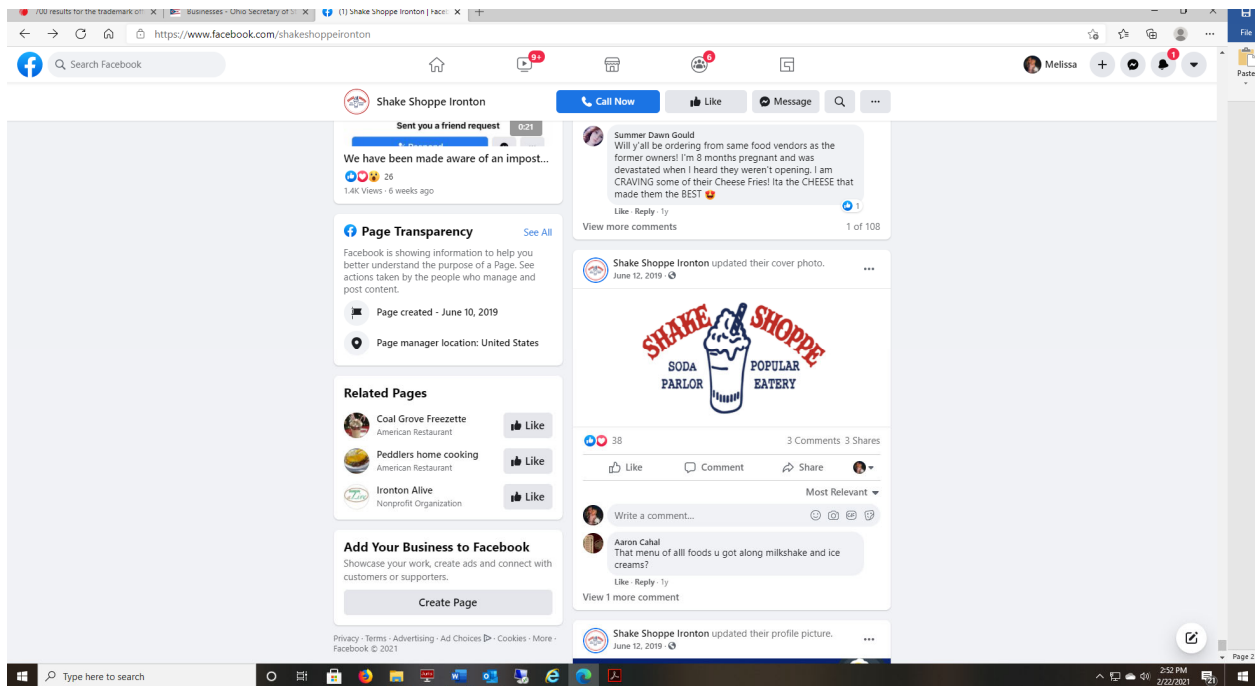 700 results for the trademark of
Businesses - Ohio Secretary of S
(1) Shake Shoppe Ironton | Face
https://www.facebook.com/shakeshoppeironton
File
Paste
Search Facebook
9+
6
Melissa
1
Shake Shoppe Ironton
Call Now
Like
Message
Sent you a friend request
0:21
We have been made aware of an impost...
26
1.4K Views · 6 weeks ago
Page Transparency
See All
Facebook is showing information to help you
better understand the purpose of a Page. See
actions taken by the people who manage and
post content.
Page created - June 10, 2019
Page manager location: United States
Related Pages
Coal Grove Freezette
American Restaurant
Like
Peddlers home cooking
American Restaurant
Like
Ironton Alive
Nonprofit Organization
Like
Add Your Business to Facebook
Showcase your work, create ads and connect with
customers or supporters.
Create Page
Privacy · Terms · Advertising · Ad Choices · Cookies · More ·
Facebook © 2021
Summer Dawn Gould
Will y'all be ordering from same food vendors as the
former owners! I'm 8 months pregnant and was
devastated when I heard they weren't opening. I am
CRAVING some of their Cheese Fries! Ita the CHEESE that
made them the BEST
Like · Reply · 1y
1
View more comments
1 of 108
Shake Shoppe Ironton updated their cover photo.
June 12, 2019 ·
SHAKE SHOPPE
SODA PARLOR
POPULAR EATERY
38
3 Comments 3 Shares
Like
Comment
Share
Most Relevant
Write a comment...
GIF
Aaron Cahal
That menu of alll foods u got along milkshake and ice
creams?
Like · Reply · 1y
View 1 more comment
Shake Shoppe Ironton updated their profile picture.
June 12, 2019 ·
Page 2
Type here to search
2:52 PM
2/22/2021
21